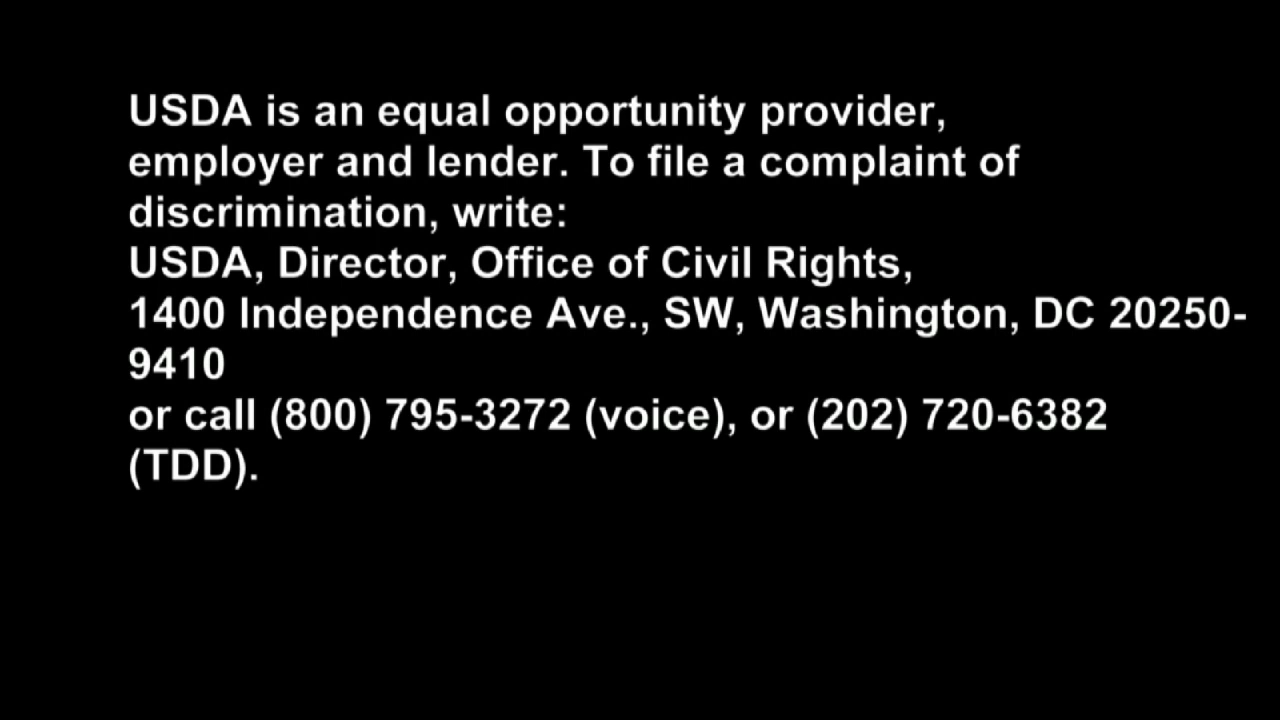 USDA is an equal opportunity provider,
employer and lender. To file a complaint of
discrimination, write:
USDA, Director, Office of Civil Rights,
1400 Independence Ave., SW, Washington, DC 20250-
9410
or call (800) 795-3272 (voice), or (202) 720-6382
(TDD).